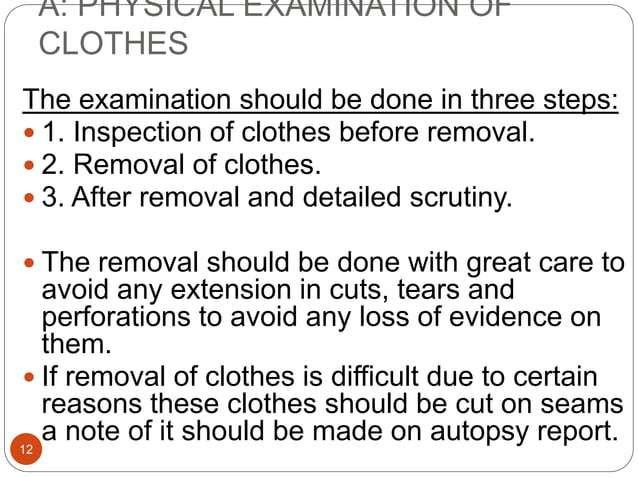 A: PHYSICAL EXAMINATION OF
CLOTHES
The examination should be done in three steps:
1. Inspection of clothes before removal.
2. Removal of clothes.
3. After removal and detailed scrutiny.
The removal should be done with great care to
avoid any extension in cuts, tears and
perforations to avoid any loss of evidence on
them.
If removal of clothes is difficult due to certain
reasons these clothes should be cut on seams
a note of it should be made on autopsy report.
12